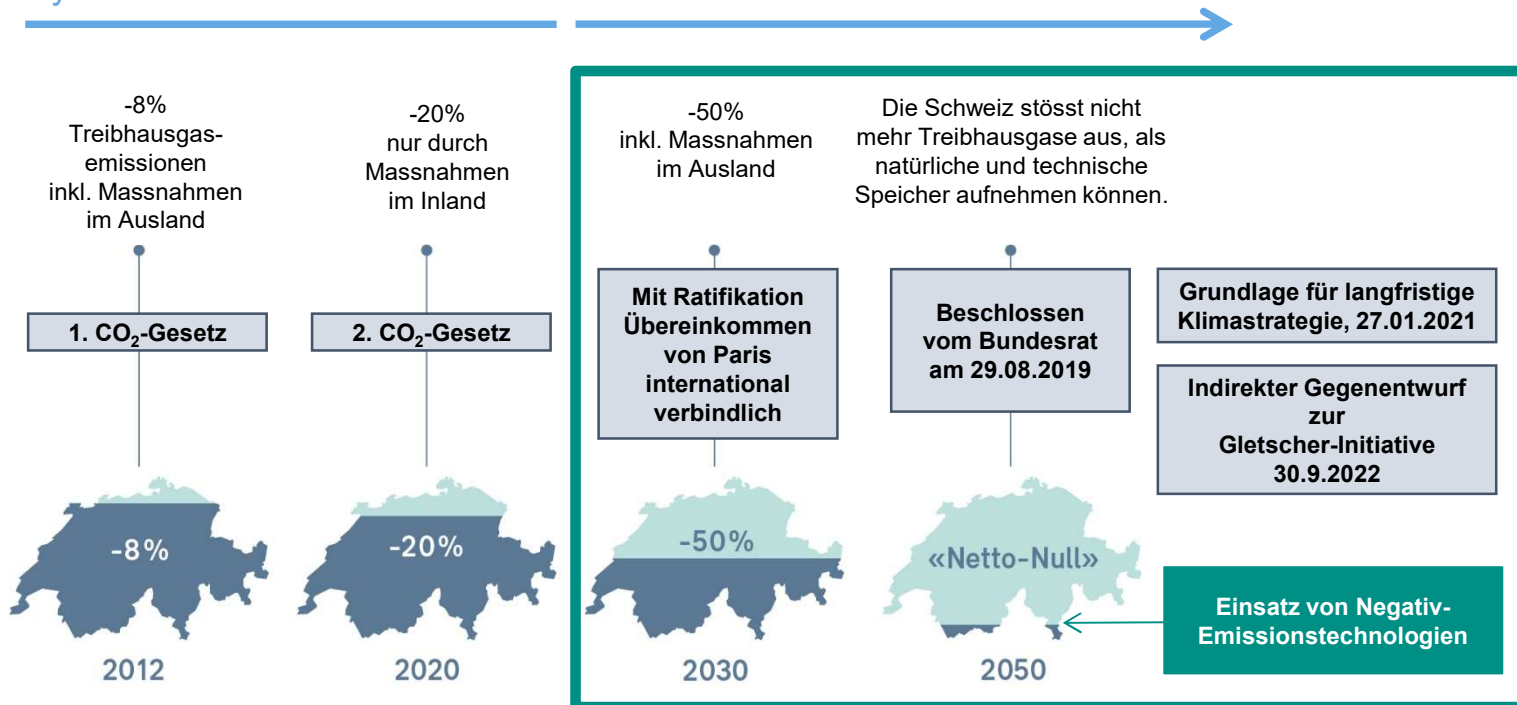 -8%
Treibhausgas-
emissionen
inkl. Massnahmen
im Ausland
-20%
nur durch
Massnahmen
im Inland
-50%
inkl. Massnahmen
im Ausland
Die Schweiz stösst nicht
mehr Treibhausgase aus, als
natürliche und technische
Speicher aufnehmen können.
1. CO₂-Gesetz
2. CO₂-Gesetz
Mit Ratifikation
Übereinkommen
von Paris
international
verbindlich
Beschlossen
vom Bundesrat
am 29.08.2019
Grundlage für langfristige
Klimastrategie, 27.01.2021
Indirekter Gegenentwurf
zur
Gletscher-Initiative
30.9.2022
-8%
-20%
-50%
«Netto-Null»
Einsatz von Negativ-
Emissionstechnologien
2012
2020
2030
2050